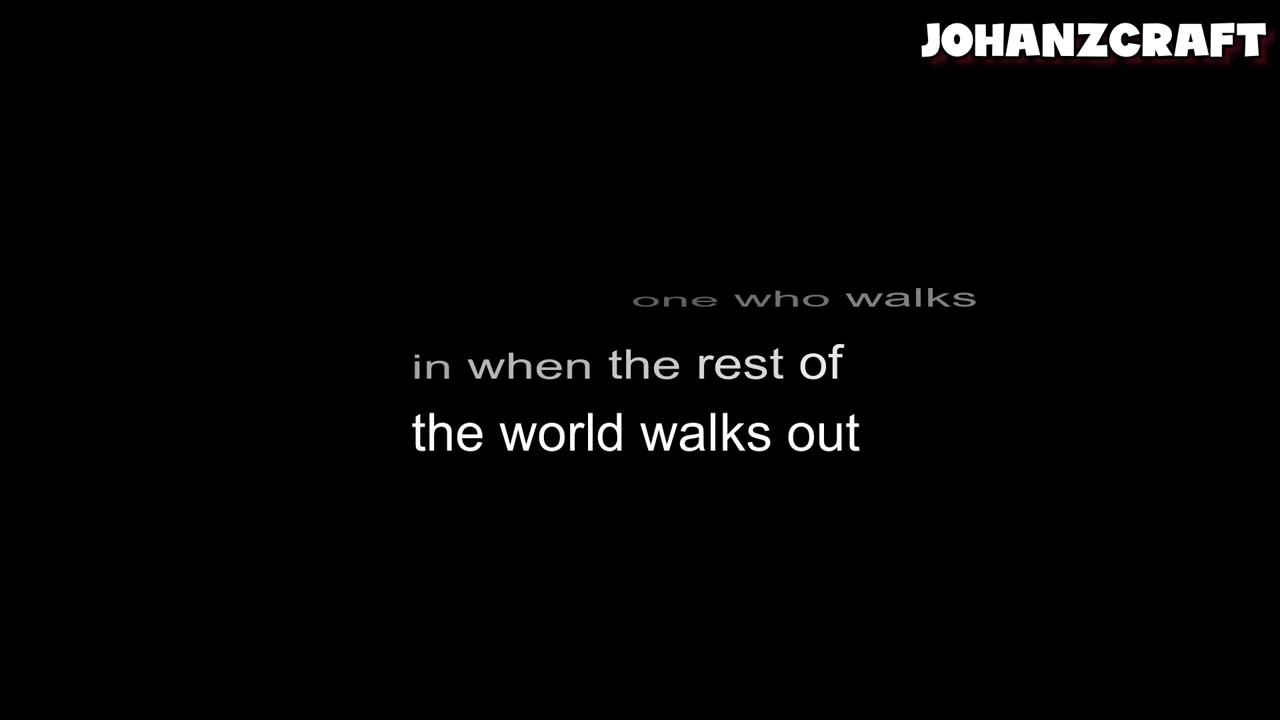 JOHANZCRAFT
one who walks
in when the rest of
the world walks out